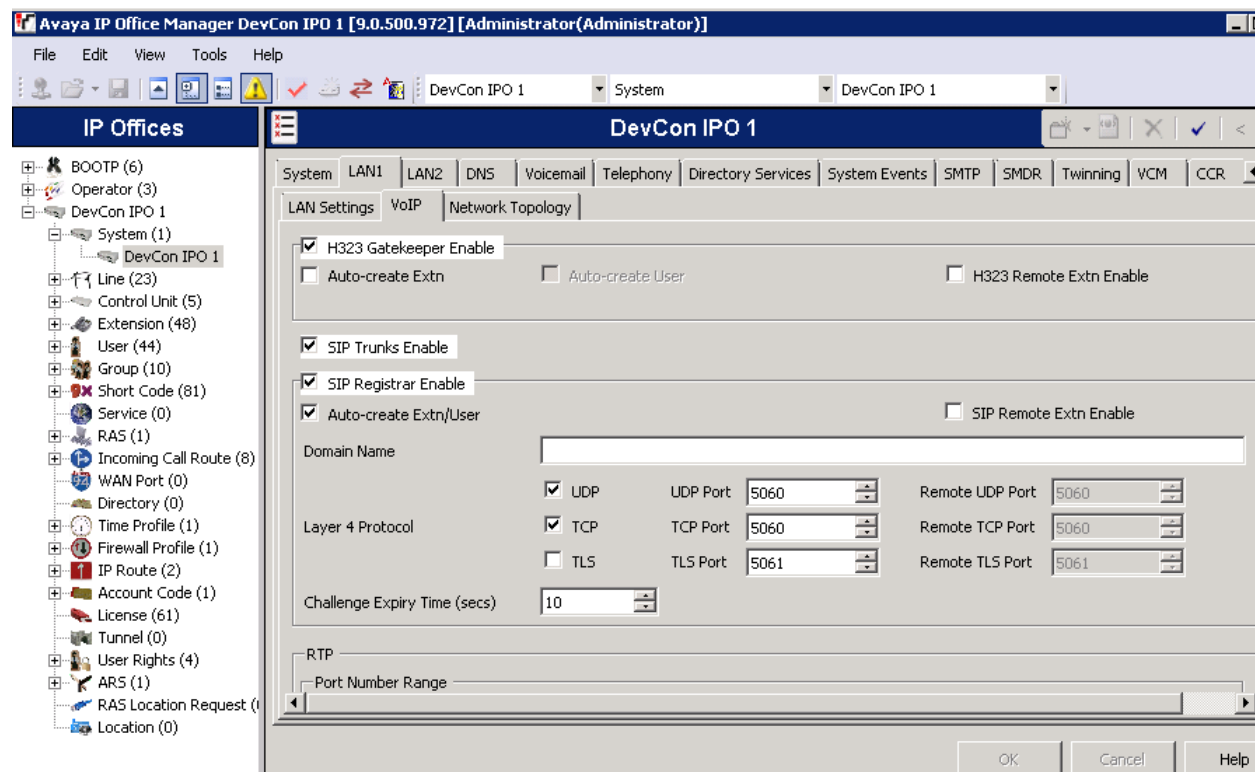 Avaya IP Office Manager DevCon IPO 1 [9.0.500.972] [Administrator(Administrator)]
File Edit View Tools Help
DevCon IPO 1 System DevCon IPO 1
IP Offices
DevCon IPO 1
BOOTP (6)
Operator (3)
DevCon IPO 1
System (1)
DevCon IPO 1
Line (23)
Control Unit (5)
Extension (48)
User (44)
Group (10)
Short Code (81)
Service (0)
RAS (1)
Incoming Call Route (8)
WAN Port (0)
Directory (0)
Time Profile (1)
Firewall Profile (1)
IP Route (2)
Account Code (1)
License (61)
Tunnel (0)
User Rights (4)
ARS (1)
RAS Location Request (
Location (0)
System LAN1 LAN2 DNS Voicemail Telephony Directory Services System Events SMTP SMDR Twinning VCM CCR
LAN Settings VoIP Network Topology
H323 Gatekeeper Enable
Auto-create Extn Auto-create User H323 Remote Extn Enable
SIP Trunks Enable
SIP Registrar Enable
Auto-create Extn/User SIP Remote Extn Enable
Domain Name
UDP UDP Port 5060 Remote UDP Port 5060
Layer 4 Protocol TCP TCP Port 5060 Remote TCP Port 5060
TLS TLS Port 5061 Remote TLS Port 5061
Challenge Expiry Time (secs) 10
RTP
Port Number Range
OK Cancel Help